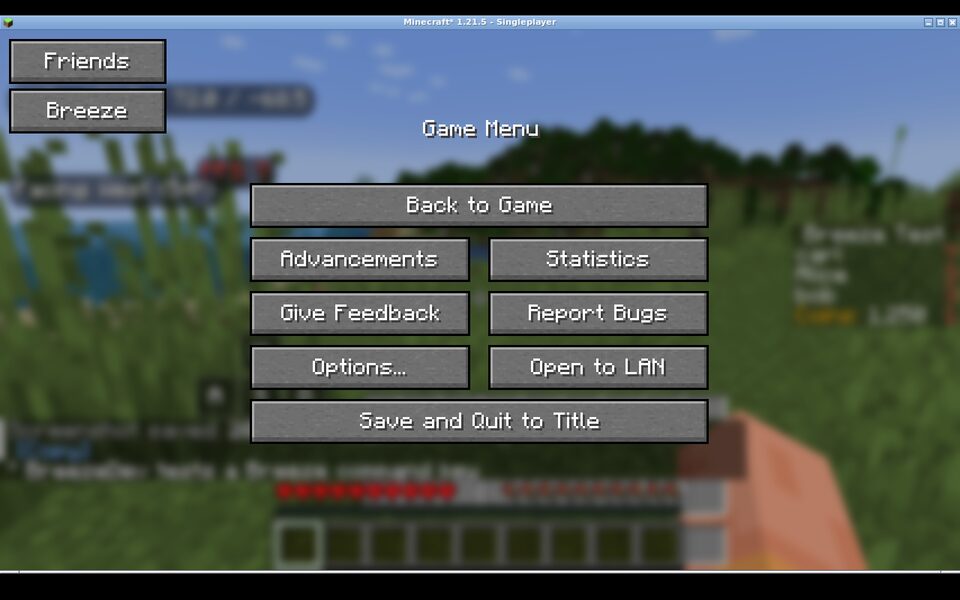 Minecraft* 1.21.5 - Singleplayer
Friends
Breeze
Game Menu
Back to Game
Advancements
Statistics
Give Feedback
Report Bugs
Options...
Open to LAN
Save and Quit to Title